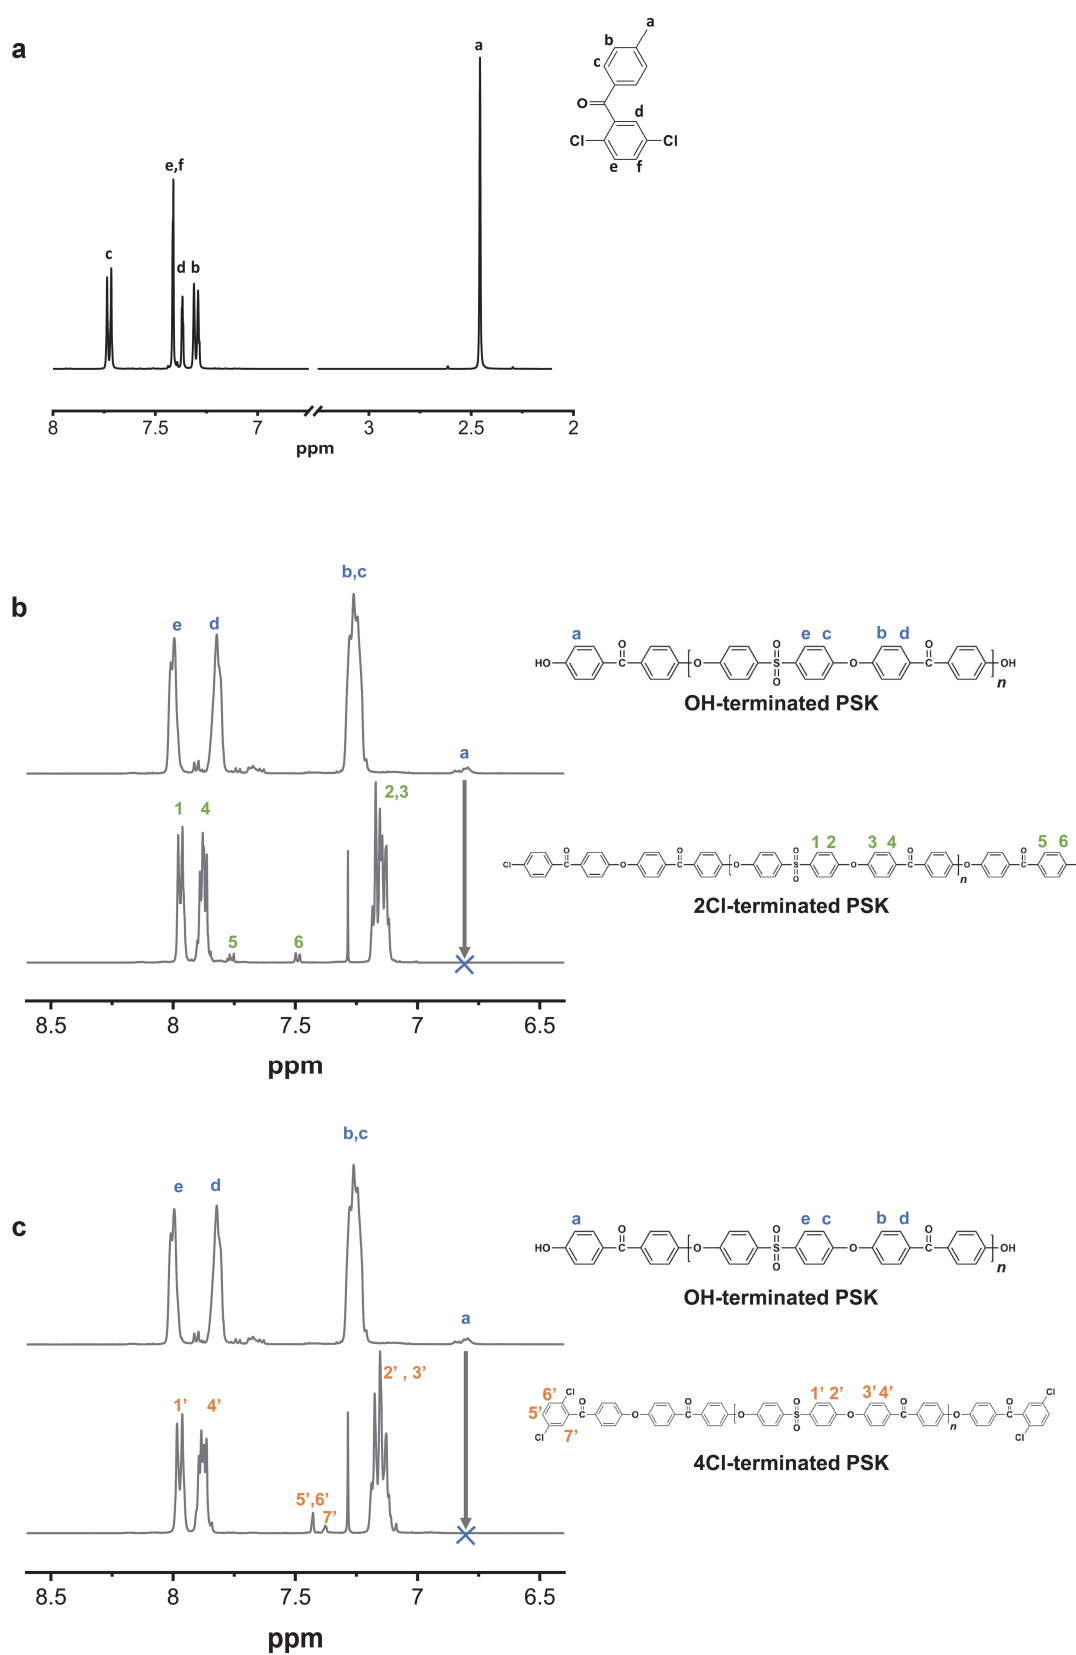 a
a
b
c
O
d
Cl
Cl
e
f
a
e,f
c
d
b
8
7.5
7
3
2.5
2
ppm
b
b,c
e
d
a
a
e
c
b
d
HO
O
C
O
O
S
O
O
O
C
OH
n
OH-terminated PSK
1
4
2,3
5
6
1
2
3
4
5
6
Cl
O
C
O
O
C
O
O
S
O
O
O
C
n
O
O
C
2Cl-terminated PSK
8.5
8
7.5
7
6.5
ppm
c
b,c
e
d
a
a
e
c
b
d
HO
O
C
O
O
S
O
O
O
C
OH
n
OH-terminated PSK
1’
4’
2’ , 3’
5’,6’
7’
6’
Cl
5’
Cl
7’
O
C
O
O
C
O
O
S
O
1’
2’
O
3’
4’
O
C
n
O
O
C
Cl
Cl
4Cl-terminated PSK
8.5
8
7.5
7
6.5
ppm